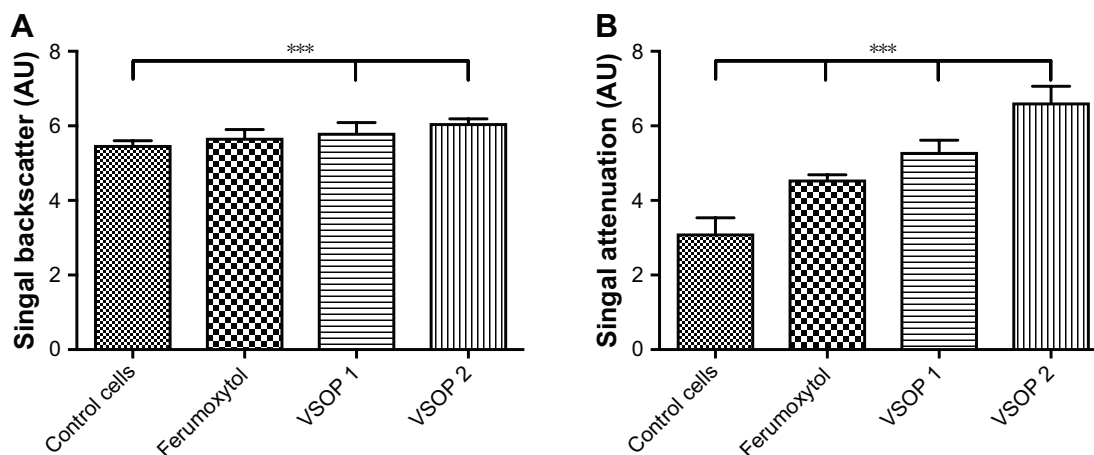 A
Singal backscatter (AU)
8
6
4
2
0
***
Control cells
Ferumoxytol
VSOP 1
VSOP 2
B
Singal attenuation (AU)
8
6
4
2
0
***
Control cells
Ferumoxytol
VSOP 1
VSOP 2